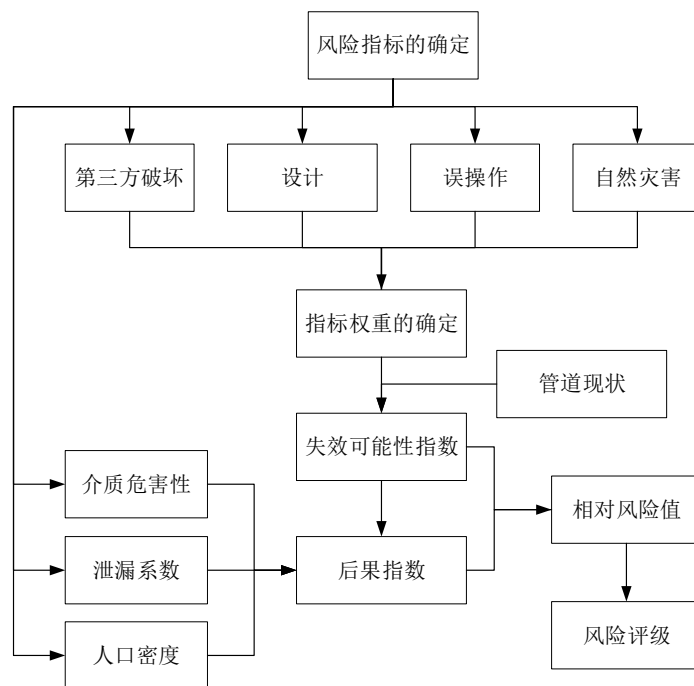 风险指标的确定
第三方破坏
设计
误操作
自然灾害
指标权重的确定
管道现状
失效可能性指数
介质危害性
相对风险值
泄漏系数
后果指数
人口密度
风险评级